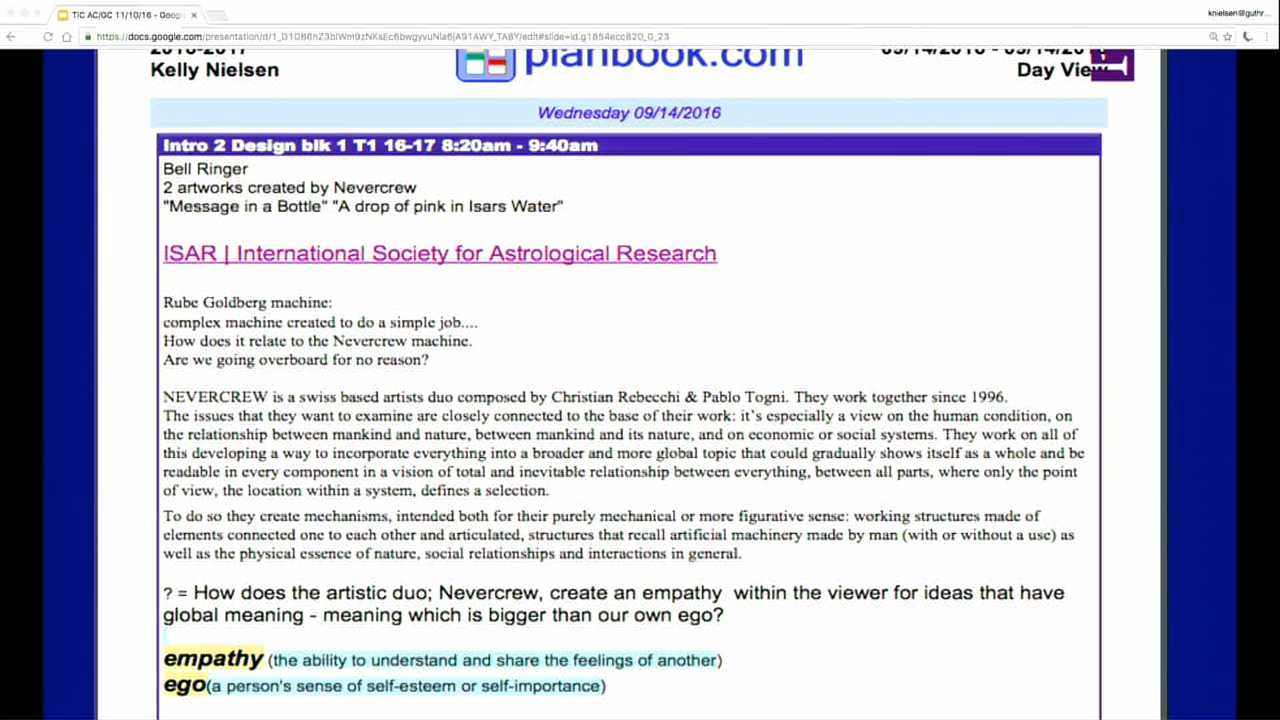 TIC AC/GC 11/10/16 - Goog
knielsen@guthr...
planbook.com
Kelly Nielsen
Day View
Wednesday 09/14/2016
Intro 2 Design blk 1 T1 16-17 8:20am - 9:40am
Bell Ringer
2 artworks created by Nevercrew
"Message in a Bottle" "A drop of pink in Isars Water"
ISAR | International Society for Astrological Research
Rube Goldberg machine:
complex machine created to do a simple job....
How does it relate to the Nevercrew machine.
Are we going overboard for no reason?
NEVERCREW is a swiss based artists duo composed by Christian Rebecchi & Pablo Togni. They work together since 1996.
The issues that they want to examine are closely connected to the base of their work: it's especially a view on the human condition, on
the relationship between mankind and nature, between mankind and its nature, and on economic or social systems. They work on all of
this developing a way to incorporate everything into a broader and more global topic that could gradually shows itself as a whole and be
readable in every component in a vision of total and inevitable relationship between everything, between all parts, where only the point
of view, the location within a system, defines a selection.
To do so they create mechanisms, intended both for their purely mechanical or more figurative sense: working structures made of
elements connected one to each other and articulated, structures that recall artificial machinery made by man (with or without a use) as
well as the physical essence of nature, social relationships and interactions in general.
? = How does the artistic duo; Nevercrew, create an empathy within the viewer for ideas that have
global meaning - meaning which is bigger than our own ego?
empathy (the ability to understand and share the feelings of another)
ego(a person's sense of self-esteem or self-importance)